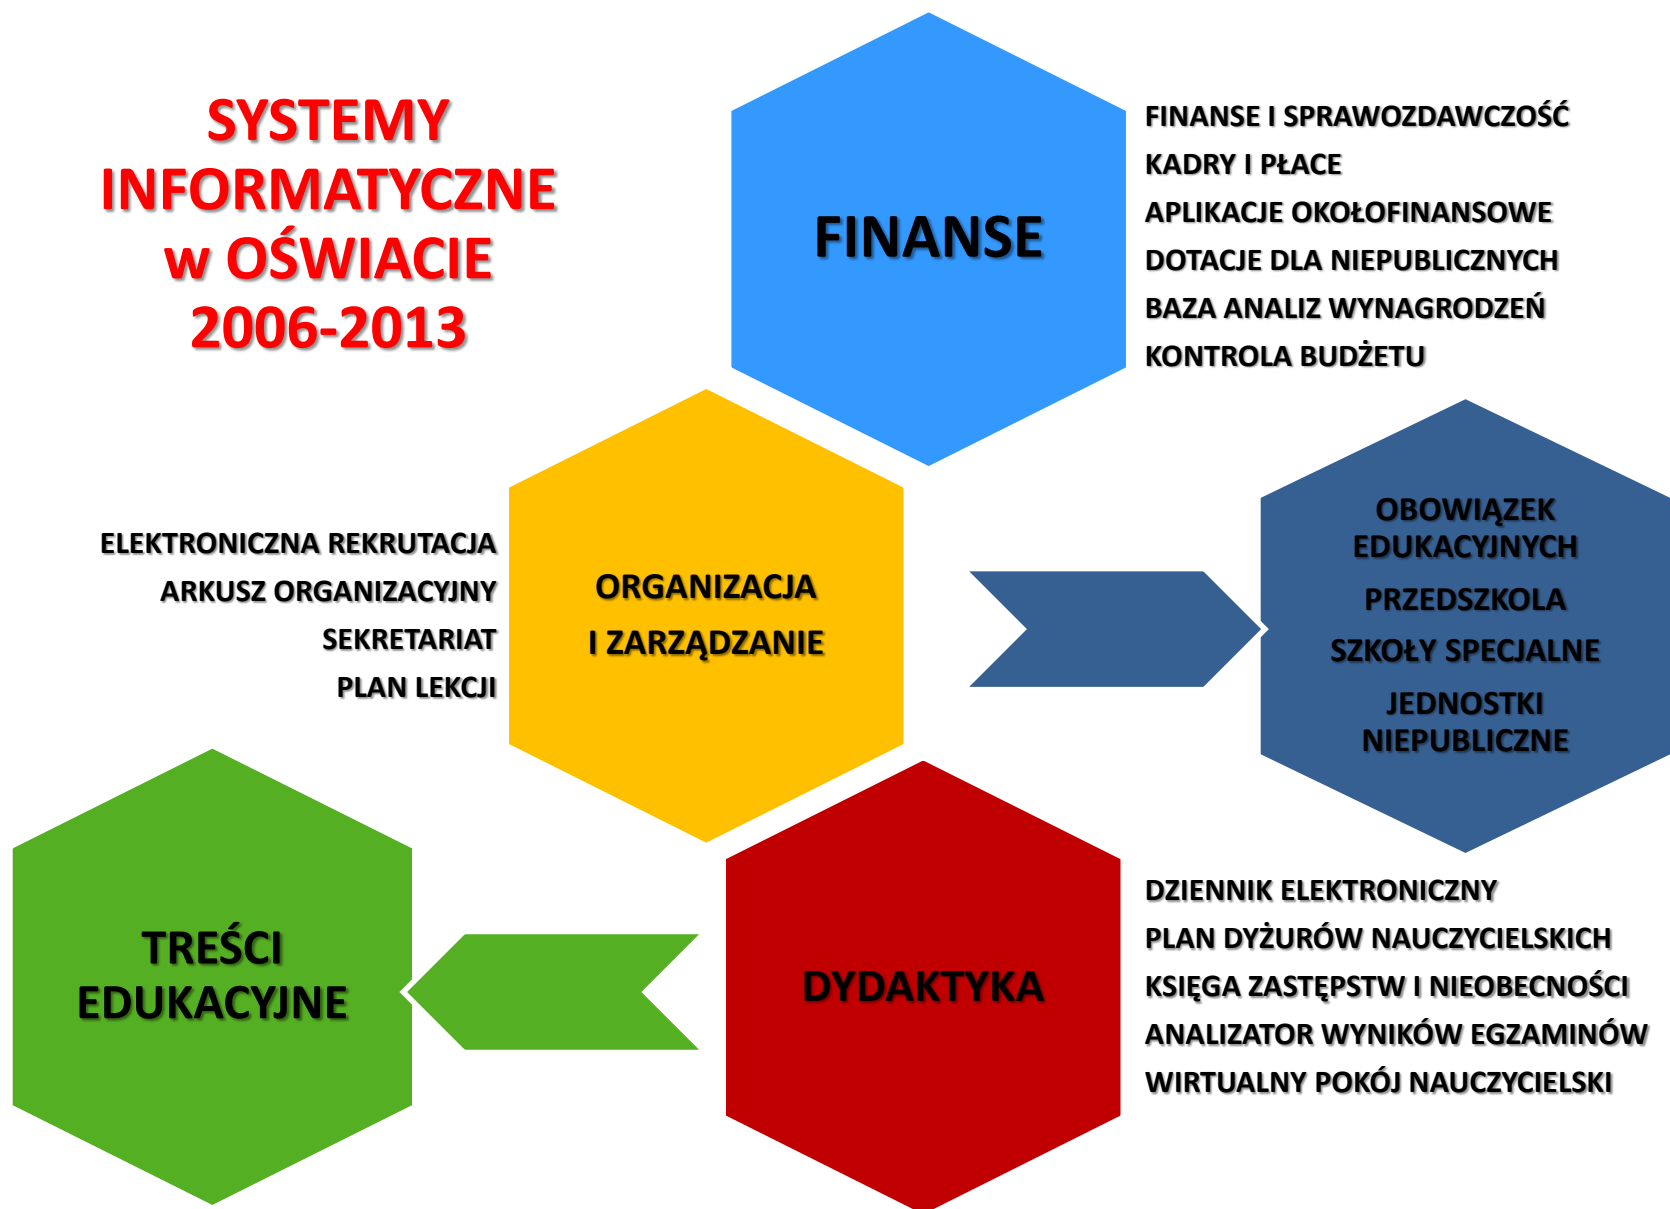 SYSTEMY
INFORMATYCZNE
w OŚWIACIE
2006-2013
FINANSE
FINANSE I SPRAWOZDAWCZOŚĆ
KADRY I PŁACE
APLIKACJE OKOŁOFINANSOWE
DOTACJE DLA NIEPUBLICZNYCH
BAZA ANALIZ WYNAGRODZEŃ
KONTROLA BUDŻETU
ELEKTRONICZNA REKRUTACJA
ARKUSZ ORGANIZACYJNY
SEKRETARIAT
PLAN LEKCJI
ORGANIZACJA
I ZARZĄDZANIE
OBOWIĄZEK
EDUKACYJNYCH
PRZEDSZKOLA
SZKOŁY SPECJALNE
JEDNOSTKI
NIEPUBLICZNE
TREŚCI
EDUKACYJNE
DYDAKTYKA
DZIENNIK ELEKTRONICZNY
PLAN DYŻURÓW NAUCZYCIELSKICH
KSIĘGA ZASTĘPSTW I NIEOBECNOŚCI
ANALIZATOR WYNIKÓW EGZAMINÓW
WIRTUALNY POKÓJ NAUCZYCIELSKI